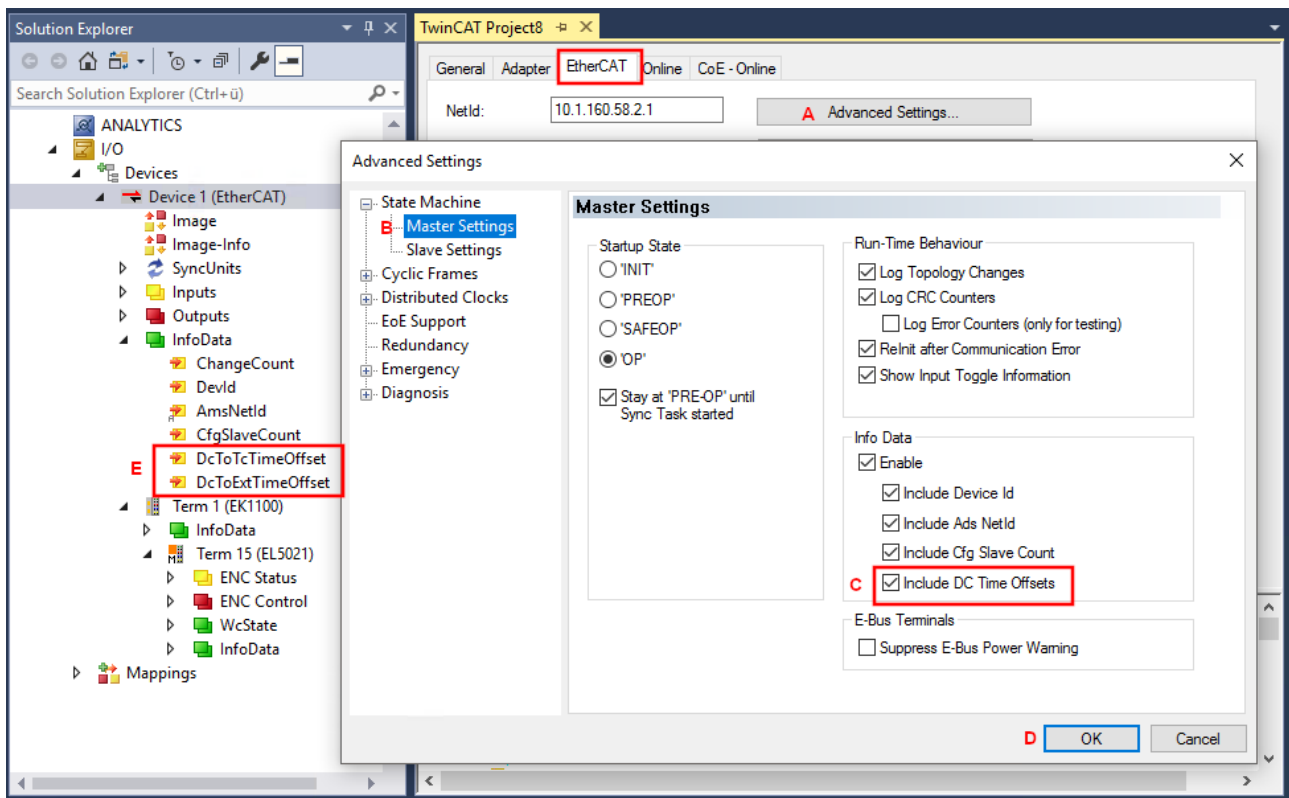 Solution Explorer
Search Solution Explorer (Ctrl+ü)
ANALYTICS
I/O
Devices
Device 1 (EtherCAT)
Image
Image-Info
SyncUnits
Inputs
Outputs
InfoData
ChangeCount
DevId
AmsNetId
CfgSlaveCount
E
DcToTcTimeOffset
DcToExtTimeOffset
Term 1 (EK1100)
InfoData
Term 15 (EL5021)
ENC Status
ENC Control
WcState
InfoData
Mappings
TwinCAT Project8
General Adapter EtherCAT Online CoE - Online
NetId: 10.1.160.58.2.1 A Advanced Settings...
Advanced Settings
State Machine
B Master Settings
Slave Settings
Cyclic Frames
Distributed Clocks
EoE Support
Redundancy
Emergency
Diagnosis
Master Settings
Startup State
'INIT'
'PREOP'
'SAFEOP'
'OP'
Stay at 'PRE-OP' until
Sync Task started
Run-Time Behaviour
Log Topology Changes
Log CRC Counters
Log Error Counters (only for testing)
ReInit after Communication Error
Show Input Toggle Information
Info Data
Enable
Include Device Id
Include Ads NetId
Include Cfg Slave Count
C Include DC Time Offsets
E-Bus Terminals
Suppress E-Bus Power Warning
D OK Cancel